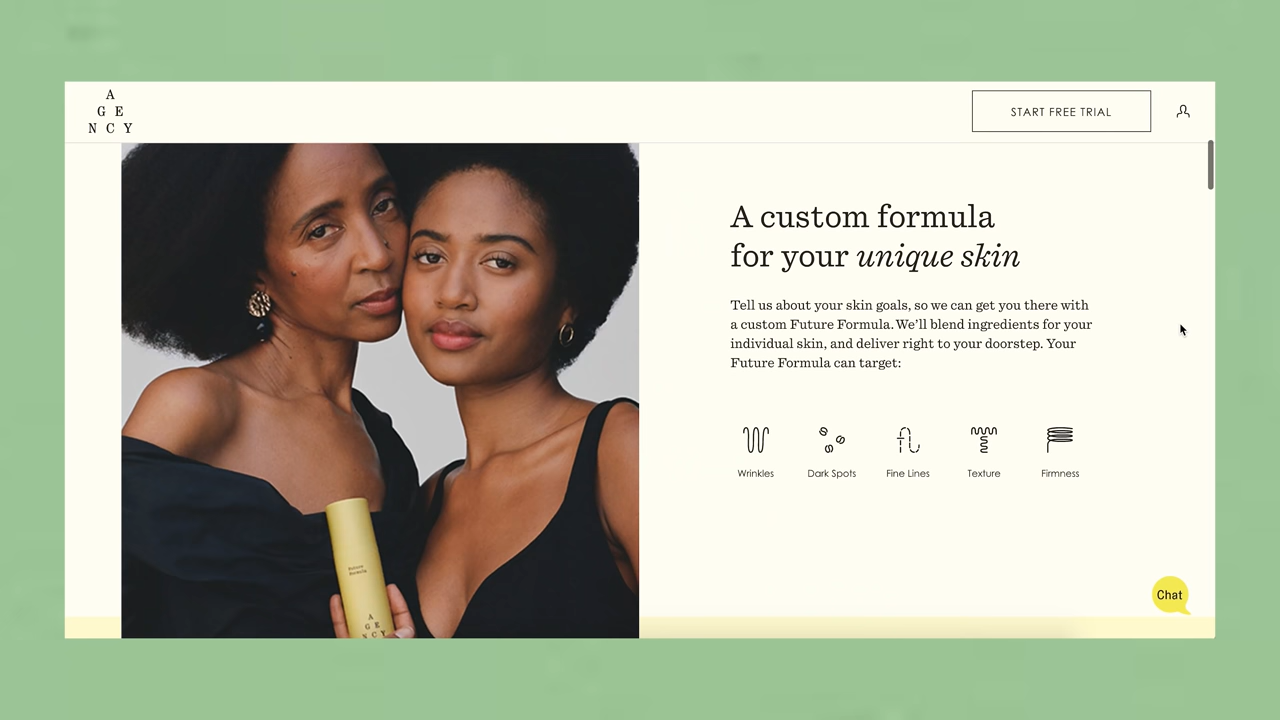 A
G E
N C Y
START FREE TRIAL
A custom formula
for your unique skin
Tell us about your skin goals, so we can get you there with
a custom Future Formula. We’ll blend ingredients for your
individual skin, and deliver right to your doorstep. Your
Future Formula can target:
Wrinkles
Dark Spots
Fine Lines
Texture
Firmness
Future
Formula
A
G E
N C Y
Chat